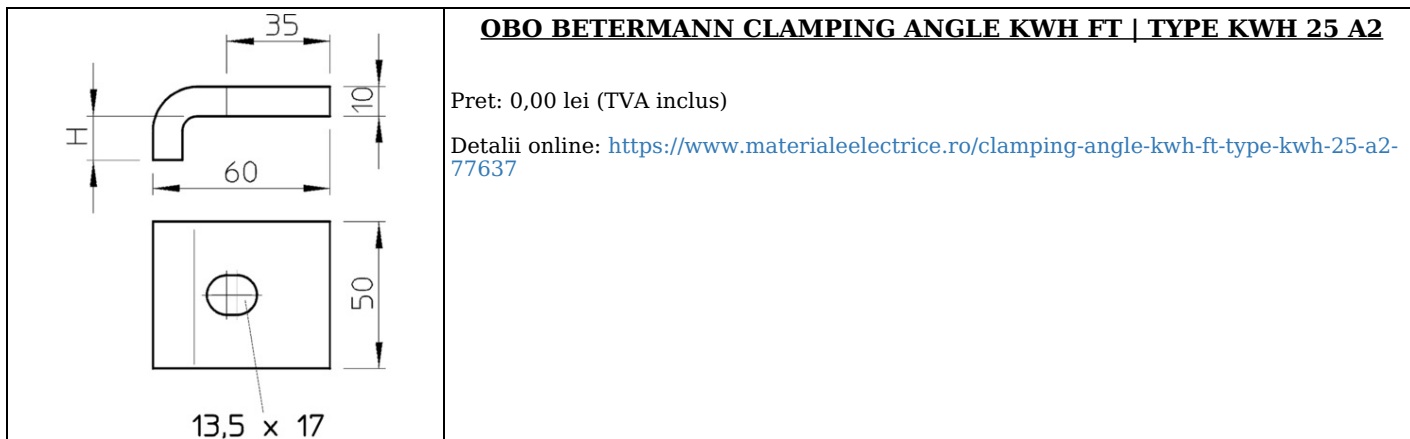 35
10
H
60
50
13,5 x 17
OBO BETERMANN CLAMPING ANGLE KWH FT | TYPE KWH 25 A2
Pret: 0,00 lei (TVA inclus)
Detalii online: https://www.materialeelectrice.ro/clamping-angle-kwh-ft-type-kwh-25-a2-
77637